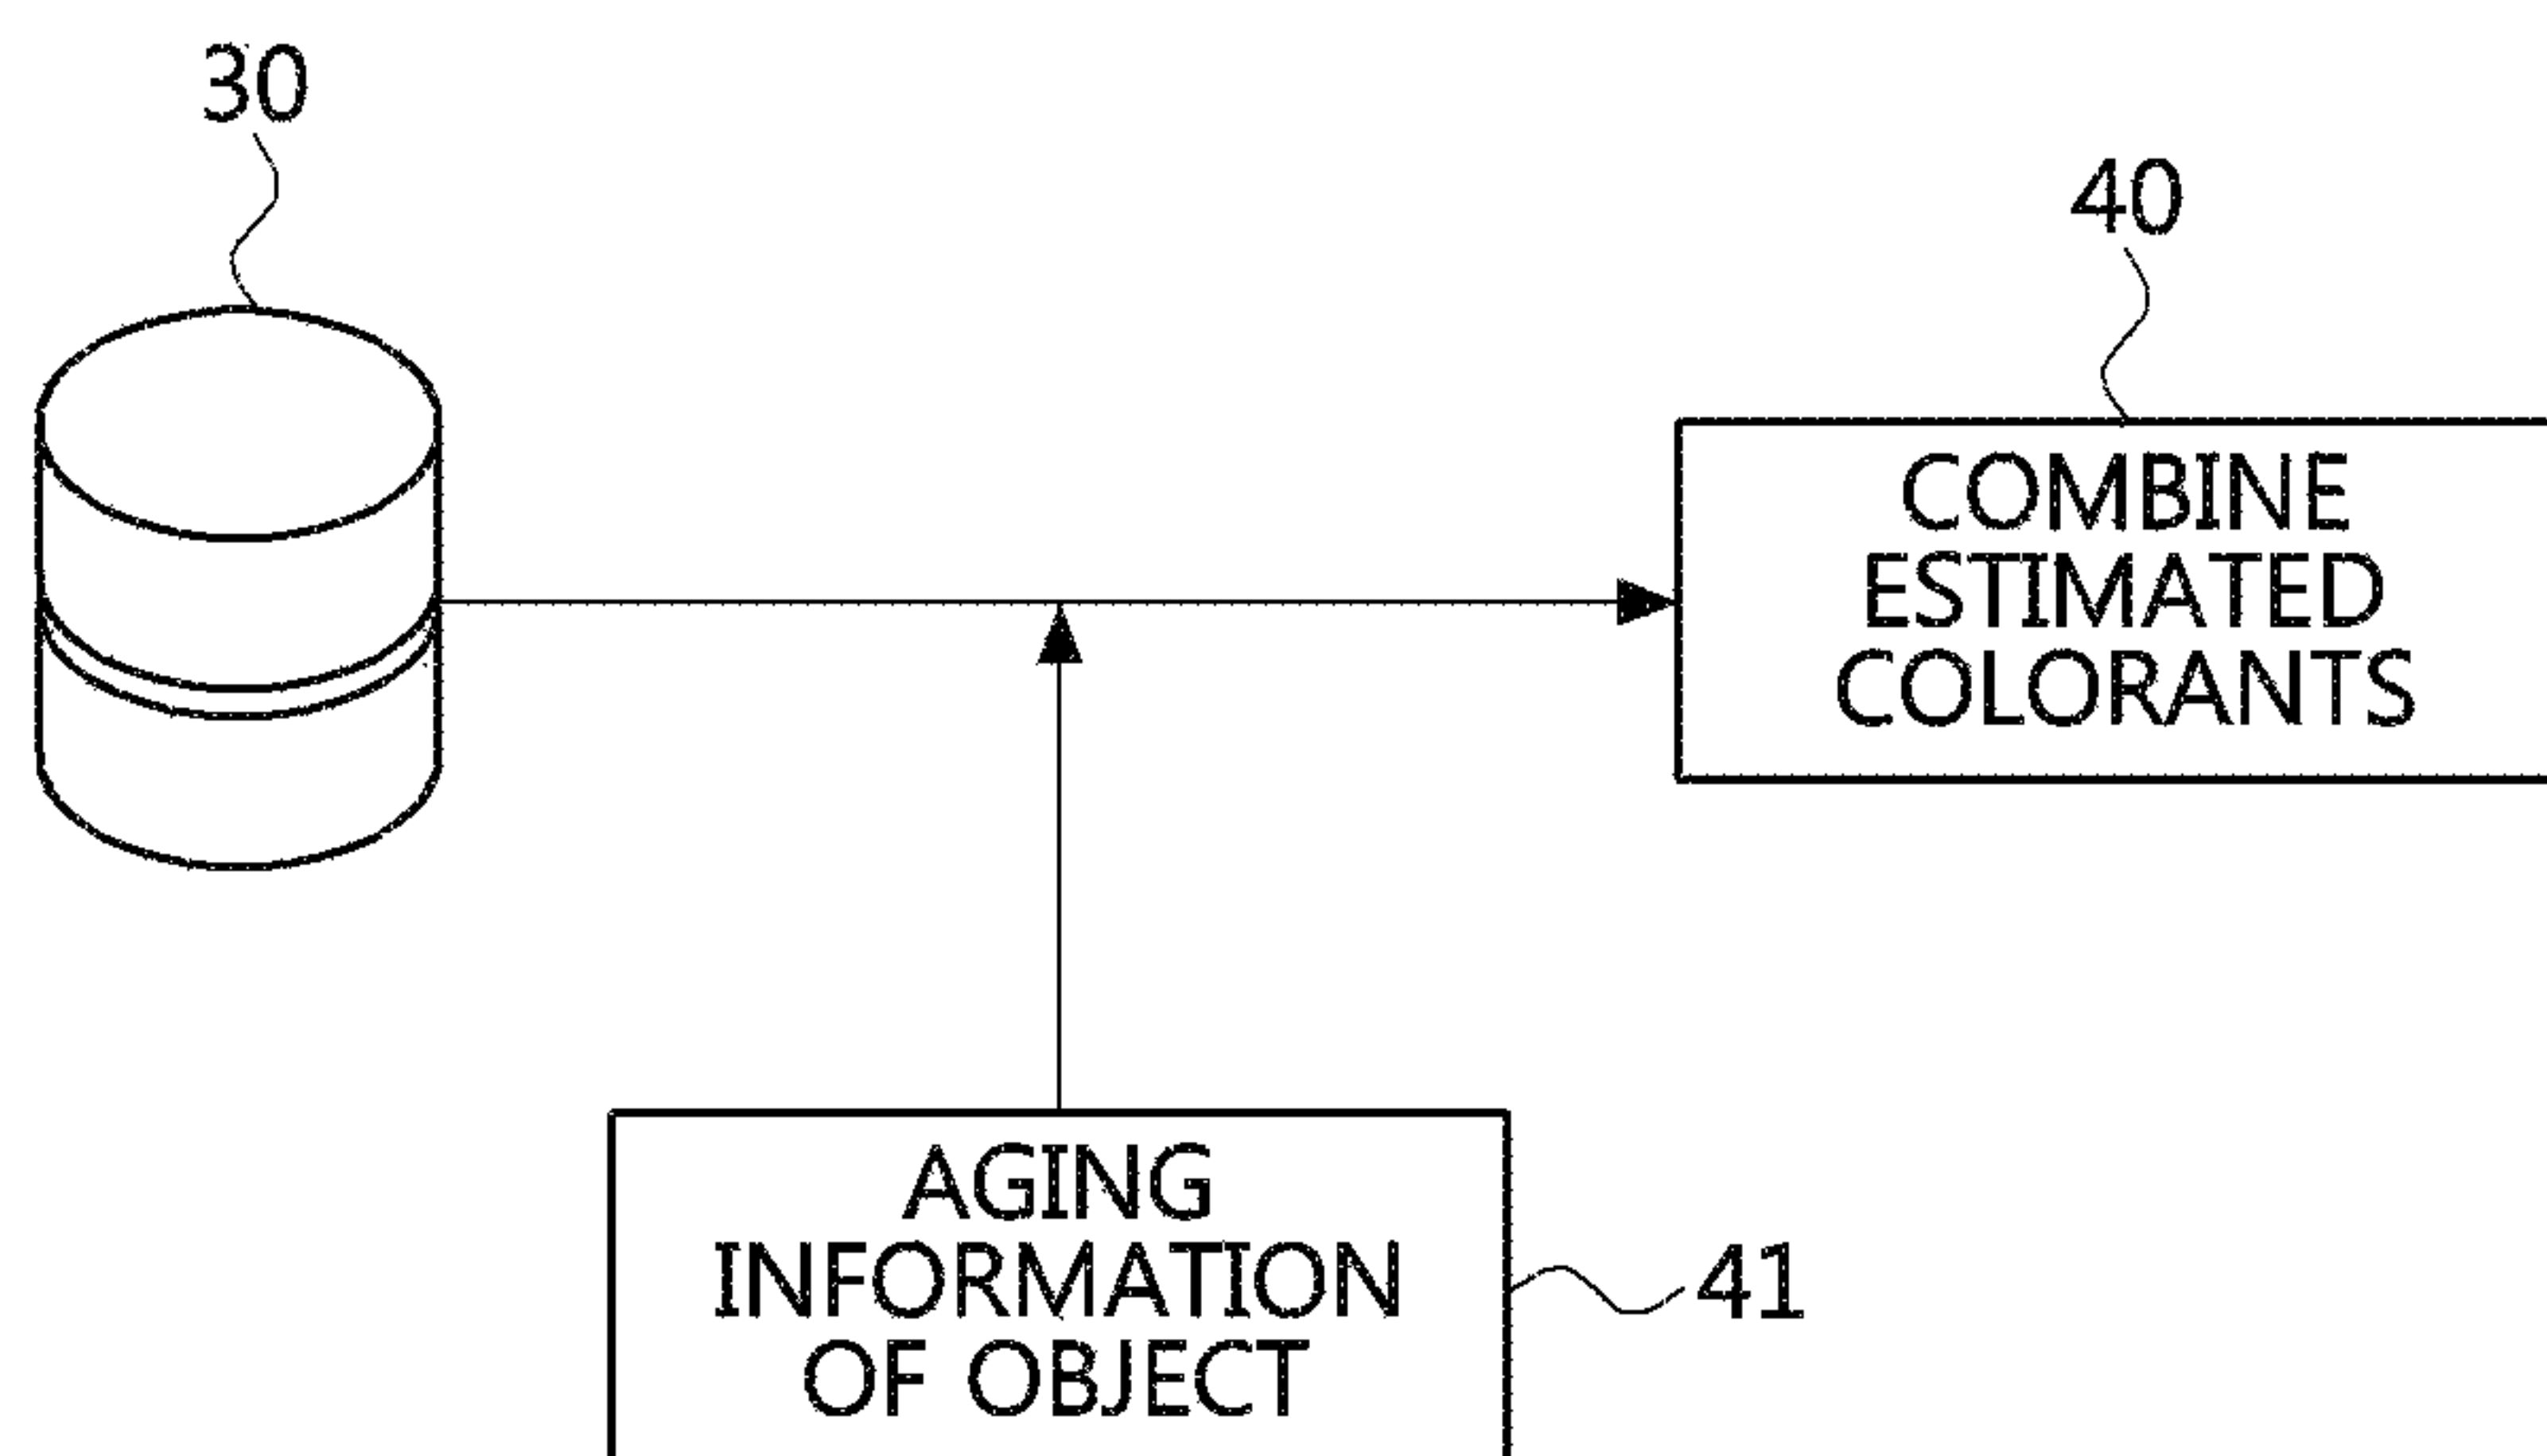 30
40
COMBINE
ESTIMATED
COLORANTS
AGING
INFORMATION
OF OBJECT
41